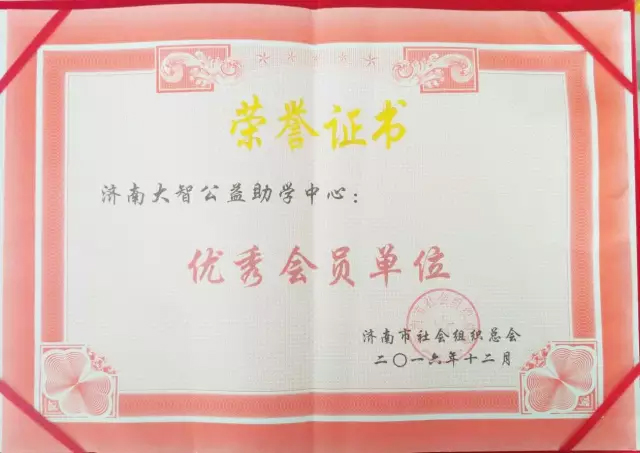 荣誉证书
济南大智公益助学中心：
优秀会员单位
济南市社会组织总会
二〇一六年十二月